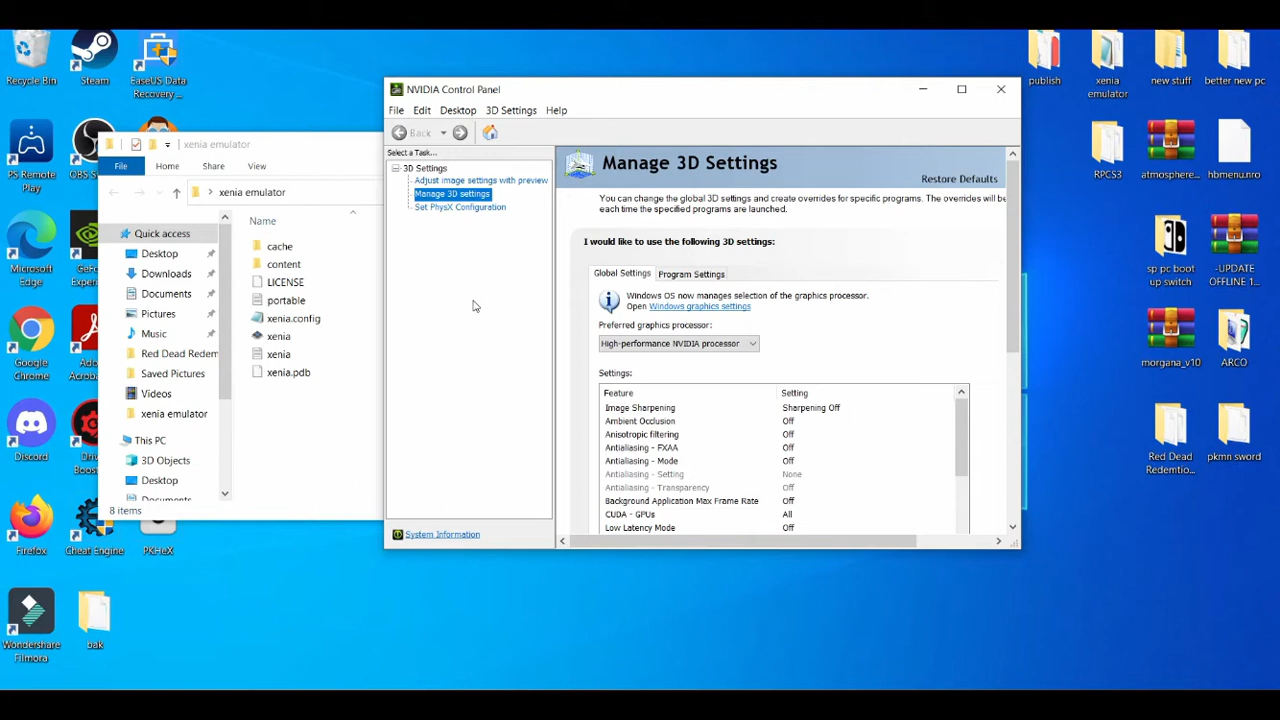 Recycle Bin
Steam
EaseUS Data
Recovery ...
PS Remote
Play
OBS S
Microsoft
Edge
GeFo
Experi
Google
Chrome
Ado
Acroba
Discord
Driv
Boost
Firefox
Cheat Engine
PKHeX
Wondershare
Filmora
bak
xenia emulator
File
Home
Share
View
xenia emulator
Name
Quick access
Desktop
Downloads
Documents
Pictures
Music
Red Dead Redem
Saved Pictures
Videos
xenia emulator
This PC
3D Objects
Desktop
Documents
cache
content
LICENSE
portable
xenia.config
xenia
xenia
xenia.pdb
8 items
NVIDIA Control Panel
File Edit Desktop 3D Settings Help
Back
Select a Task...
3D Settings
Adjust image settings with preview
Manage 3D settings
Set PhysX Configuration
System Information
Manage 3D Settings
Restore Defaults
You can change the global 3D settings and create overrides for specific programs. The overrides will be
each time the specified programs are launched.
I would like to use the following 3D settings:
Global Settings
Program Settings
Windows OS now manages selection of the graphics processor.
Open Windows graphics settings
Preferred graphics processor:
High-performance NVIDIA processor
Settings:
Feature Setting
Image Sharpening Sharpening Off
Ambient Occlusion Off
Anisotropic filtering Off
Antialiasing - FXAA Off
Antialiasing - Mode Off
Antialiasing - Setting None
Antialiasing - Transparency Off
Background Application Max Frame Rate Off
CUDA - GPUs All
Low Latency Mode Off
publish
xenia
emulator
new stuff
better new pc
RPCS3
atmosphere...
hbmenu.nro
sp pc boot
up switch
-UPDATE
OFFLINE 1...
morgana_v10
ARCO
Red Dead
Redemtio...
pkmn sword